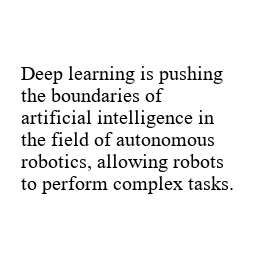 Deep learning is pushing
the boundaries of
artificial intelligence in
the field of autonomous
robotics, allowing robots
to perform complex tasks.